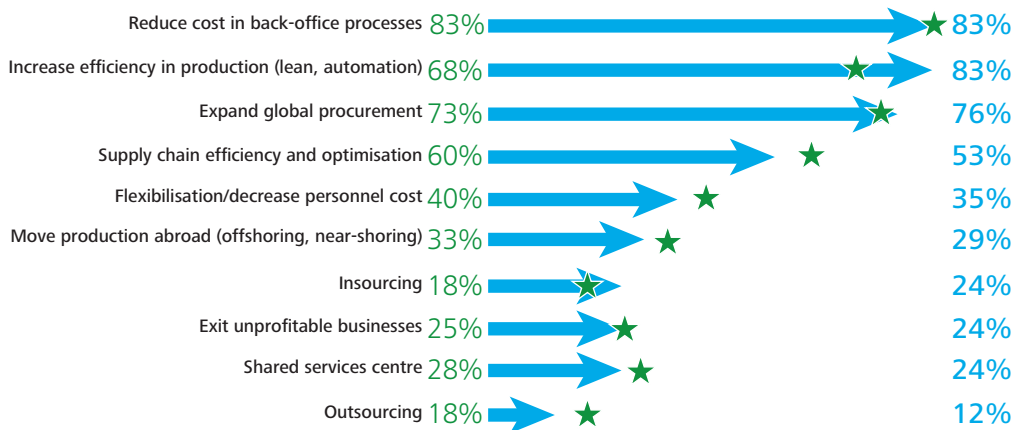 Reduce cost in back-office processes 83% 83%
Increase efficiency in production (lean, automation) 68% 83%
Expand global procurement 73% 76%
Supply chain efficiency and optimisation 60% 53%
Flexibilisation/decrease personnel cost 40% 35%
Move production abroad (offshoring, near-shoring) 33% 29%
Insourcing 18% 24%
Exit unprofitable businesses 25% 24%
Shared services centre 28% 24%
Outsourcing 18% 12%